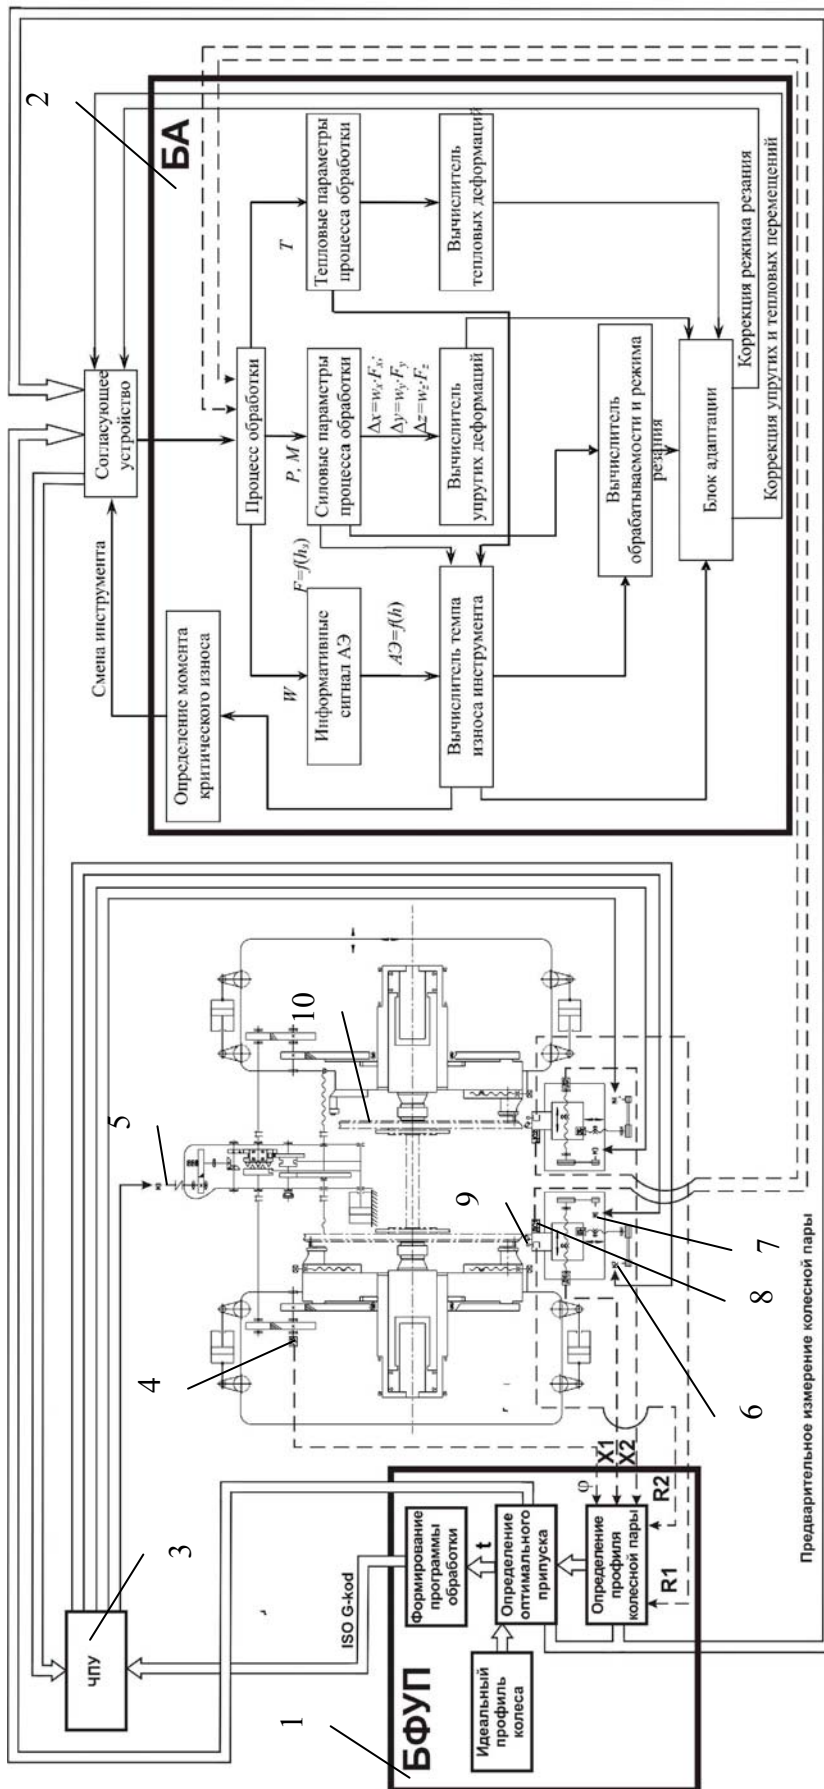 1
БФУП
Идеальный
профиль
колеса
Формирование
программы
обработки
t
Определение
оптимального
припуска
Определение
профиля
колесной пары
R1
R2
φ
X1
X2
ISO G-kod
3
ЧПУ
4
5
6
7
8
9
10
Предварительное измерение колесной пары
2
БА
Смена инструмента
Согласующее
устройство
Определение момента
критического износа
Процесс обработки
W
F=f(hз)
P, M
T
Информативные
сигнал АЭ
Силовые параметры
процесса обработки
Тепловые параметры
процесса обработки
АЭ=f(h)
Δx=wx·Fx;
Δy=wy·Fy
Δz=wz·Fz
Вычислитель темпа
износа инструмента
Вычислитель
упругих деформаций
Вычислитель
тепловых деформаций
Вычислитель
обрабатываемости и режима
резания
Блок адаптации
Коррекция режима резания
Коррекция упругих и тепловых перемещений